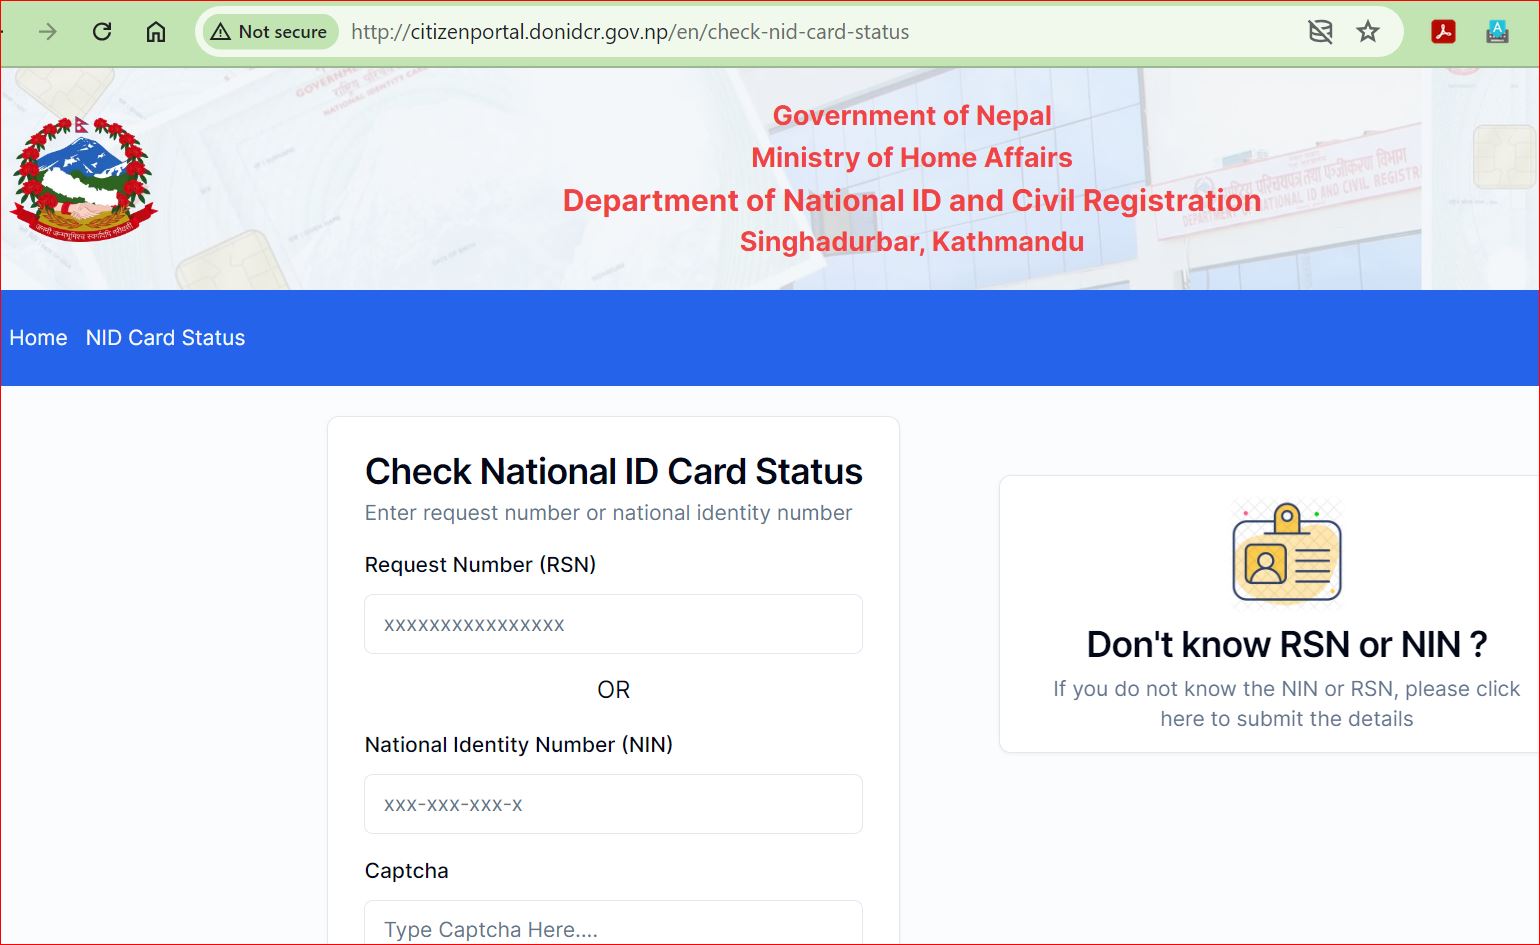 Not secure
http://citizenportal.donidcr.gov.np/en/check-nid-card-status
Government of Nepal
Ministry of Home Affairs
Department of National ID and Civil Registration
Singhadurbar, Kathmandu
Home
NID Card Status
Check National ID Card Status
Enter request number or national identity number
Request Number (RSN)
xxxxxxxxxxxxxxxx
OR
National Identity Number (NIN)
xxx-xxx-xxx-x
Captcha
Type Captcha Here....
Don't know RSN or NIN ?
If you do not know the NIN or RSN, please click
here to submit the details